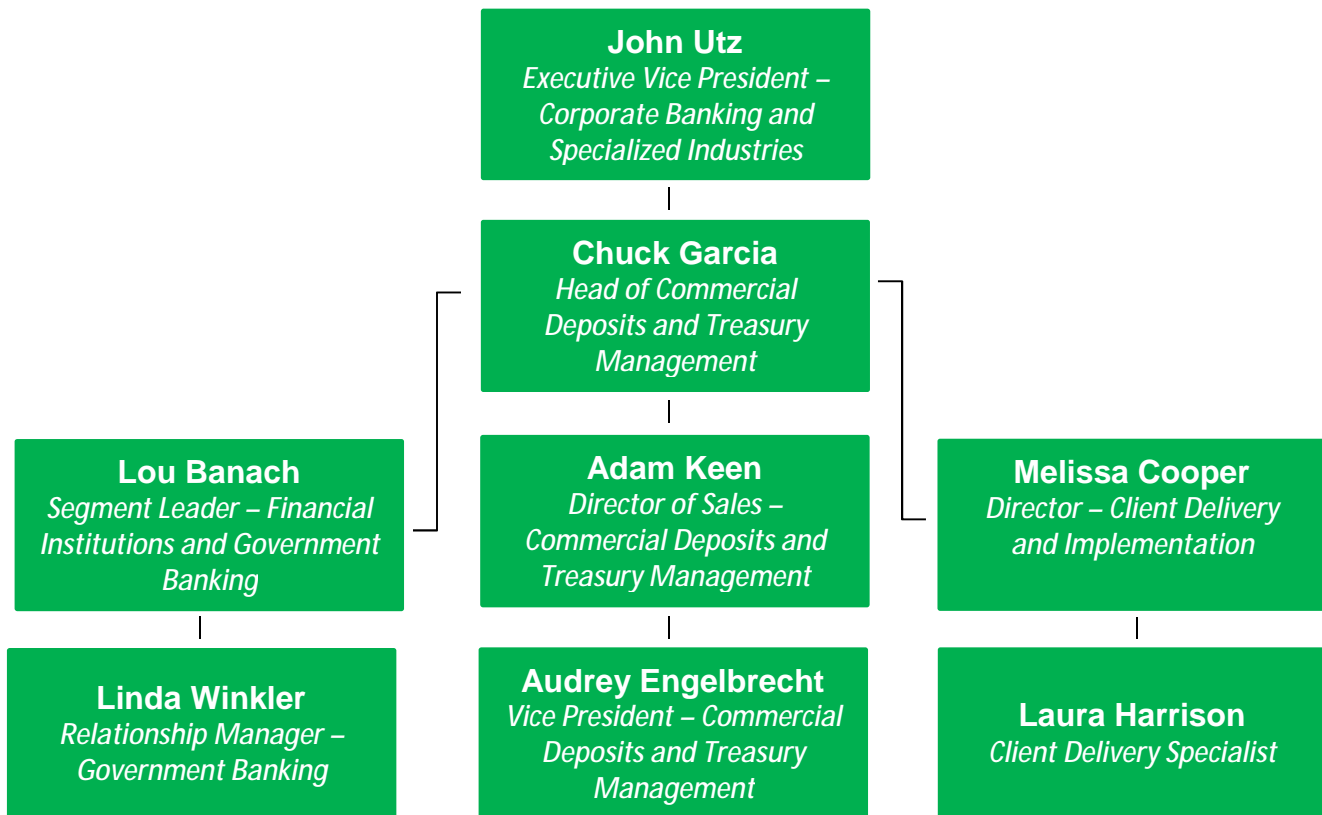 John Utz
Executive Vice President –
Corporate Banking and
Specialized Industries
Chuck Garcia
Head of Commercial
Deposits and Treasury
Management
Lou Banach
Segment Leader – Financial
Institutions and Government
Banking
Adam Keen
Director of Sales –
Commercial Deposits and
Treasury Management
Melissa Cooper
Director – Client Delivery
and Implementation
Linda Winkler
Relationship Manager –
Government Banking
Audrey Engelbrecht
Vice President – Commercial
Deposits and Treasury
Management
Laura Harrison
Client Delivery Specialist